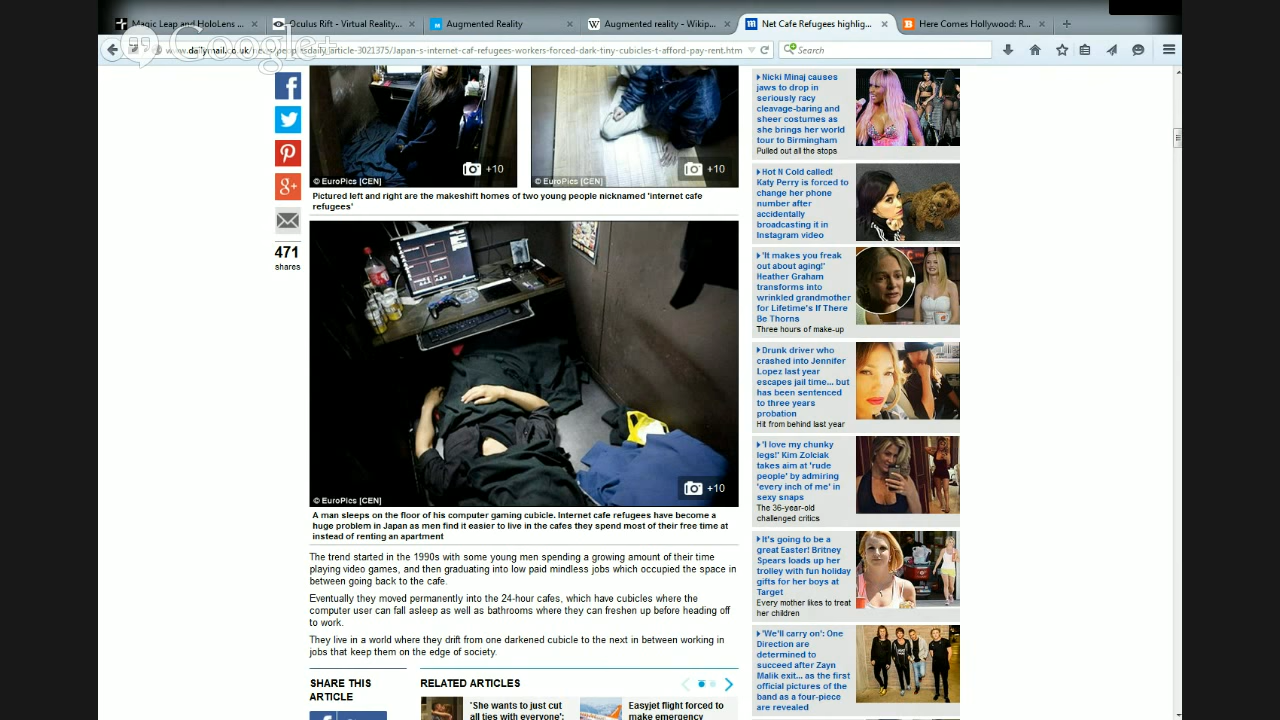 Magic Leap and HoloLens ...
Oculus Rift - Virtual Reality...
Augmented Reality
Augmented reality - Wikip...
Net Cafe Refugees highlig...
Here Comes Hollywood: R...
Google+
Search
Pictured left and right are the makeshift homes of two young people nicknamed 'internet cafe
refugees'
© EuroPics [CEN]
+10
© EuroPics [CEN]
+10
471
shares
© EuroPics [CEN]
+10
A man sleeps on the floor of his computer gaming cubicle. Internet cafe refugees have become a
huge problem in Japan as men find it easier to live in the cafes they spend most of their free time at
instead of renting an apartment
The trend started in the 1990s with some young men spending a growing amount of their time
playing video games, and then graduating into low paid mindless jobs which occupied the space in
between going back to the cafe.
Eventually they moved permanently into the 24-hour cafes, which have cubicles where the
computer user can fall asleep as well as bathrooms where they can freshen up before heading off
to work.
They live in a world where they drift from one darkened cubicle to the next in between working in
jobs that keep them on the edge of society.
SHARE THIS
ARTICLE
RELATED ARTICLES
'She wants to just cut
all ties with everyone':
Easyjet flight forced to
make emergency
Nicki Minaj causes
jaws to drop in
seriously racy
cleavage-baring and
sheer costumes as
she brings her world
tour to Birmingham
Pulled out all the stops
Hot N Cold called!
Katy Perry is forced to
change her phone
number after
accidentally
broadcasting it in
Instagram video
'It makes you freak
out about aging!'
Heather Graham
transforms into
wrinkled grandmother
for Lifetime's If There
Be Thorns
Three hours of make-up
Drunk driver who
crashed into Jennifer
Lopez last year
escapes jail time... but
has been sentenced
to three years
probation
Hit from behind last year
'I love my chunky
legs!' Kim Zolciak
takes aim at 'rude
people' by admiring
'every inch of me' in
sexy snaps
The 36-year-old
challenged critics
It's going to be a
great Easter! Britney
Spears loads up her
trolley with fun holiday
gifts for her boys at
Target
Every mother likes to treat
her children
'We'll carry on': One
Direction are
determined to
succeed after Zayn
Malik exit... as the first
official pictures of the
band as a four-piece
are revealed